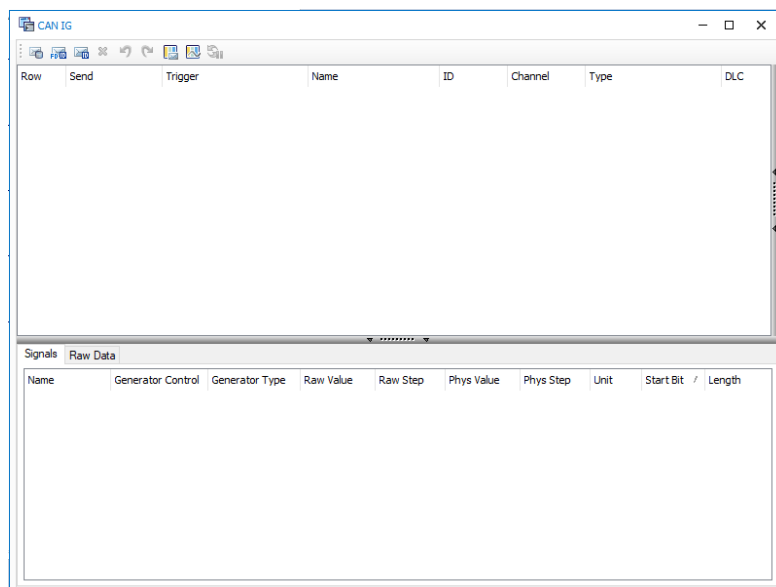 CAN IG
Row Send Trigger Name ID Channel Type DLC
Signals Raw Data
Name Generator Control Generator Type Raw Value Raw Step Phys Value Phys Step Unit Start Bit Length